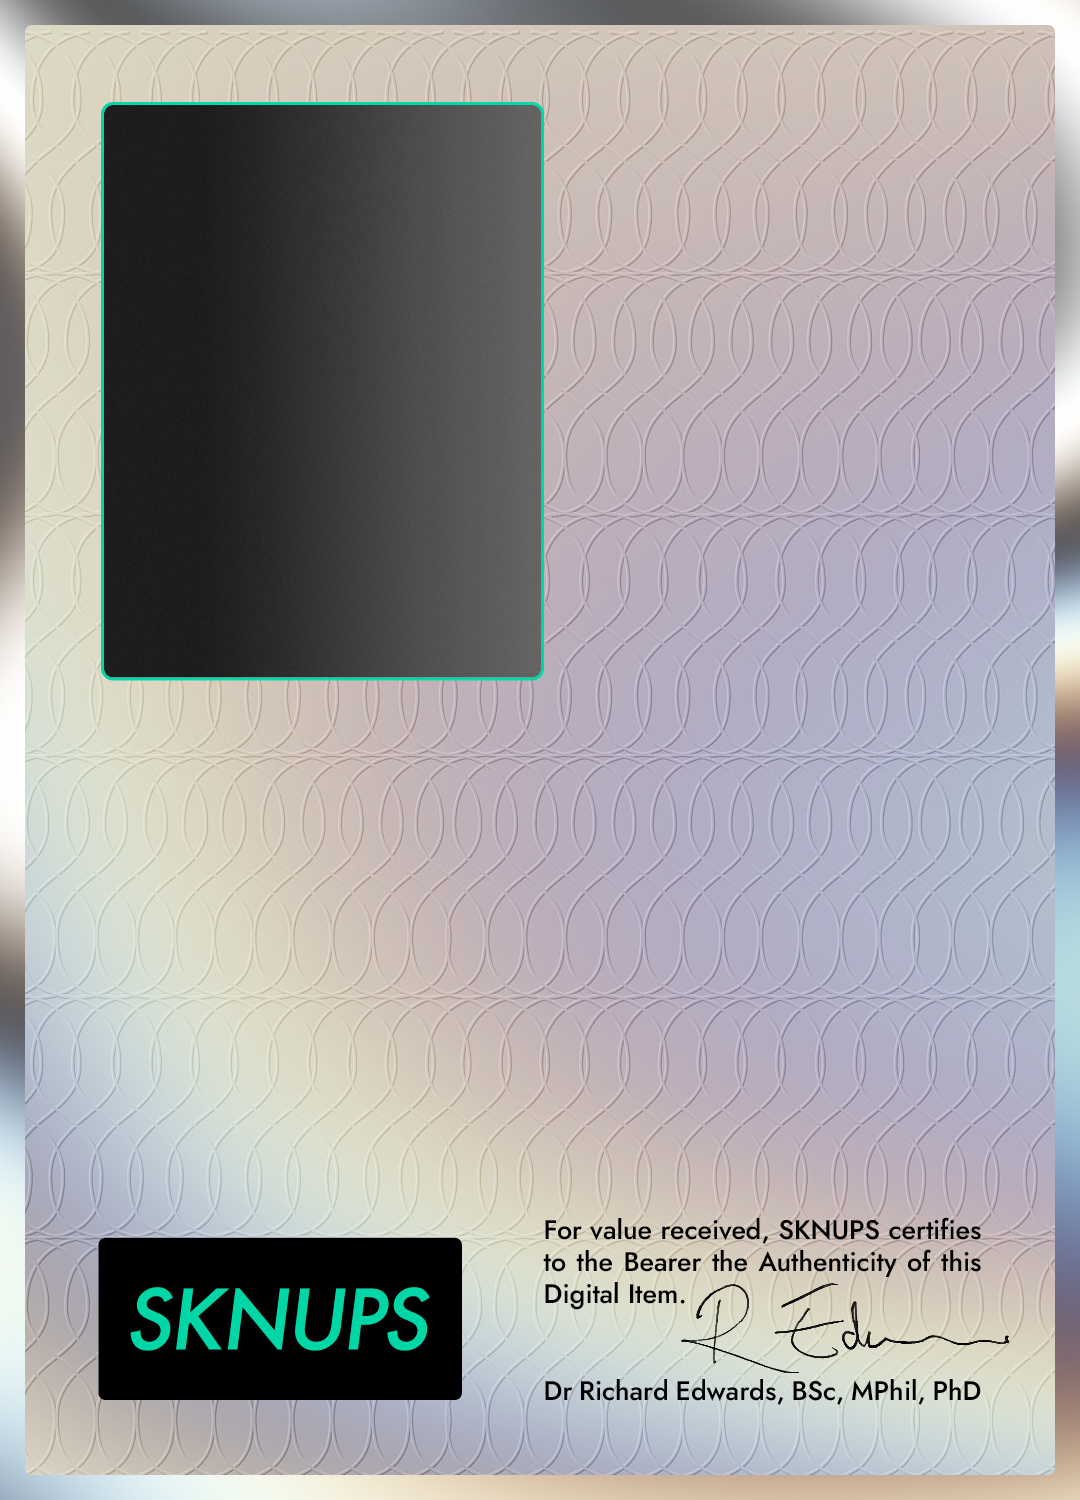 SKNUPS
For value received, SKNUPS certifies
to the Bearer the Authenticity of this
Digital Item.
R Edw
Dr Richard Edwards, BSc, MPhil, PhD